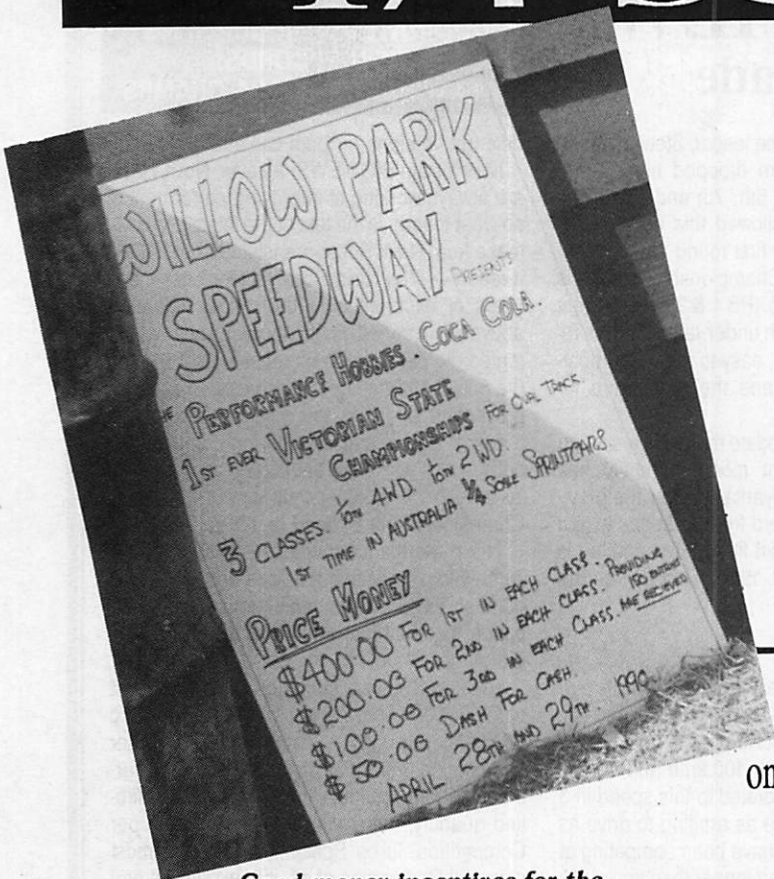 1/4 Sc
WILLOW PARK
SPEEDWAY PRESENTS
THE PERFORMANCE HOBBIES. COCA COLA.
1ST EVER VICTORIAN STATE
CHAMPIONSHIPS FOR OVAL TRACK
3 CLASSES. 1/10TH 4WD. 1/10TH 2WD.
1ST TIME IN AUSTRALIA 1/4 SCALE SPRINTCARS.
PRICE MONEY
$400.00 FOR 1ST IN EACH CLASS.
$200.00 FOR 2ND IN EACH CLASS. PROVIDING
$100.00 FOR 3RD IN EACH CLASS. 150 ENTRIES
ARE RECIEVED
$50.00 DASH FOR CASH.
APRIL 28TH AND 29TH 1990
on
Good money incentives for the